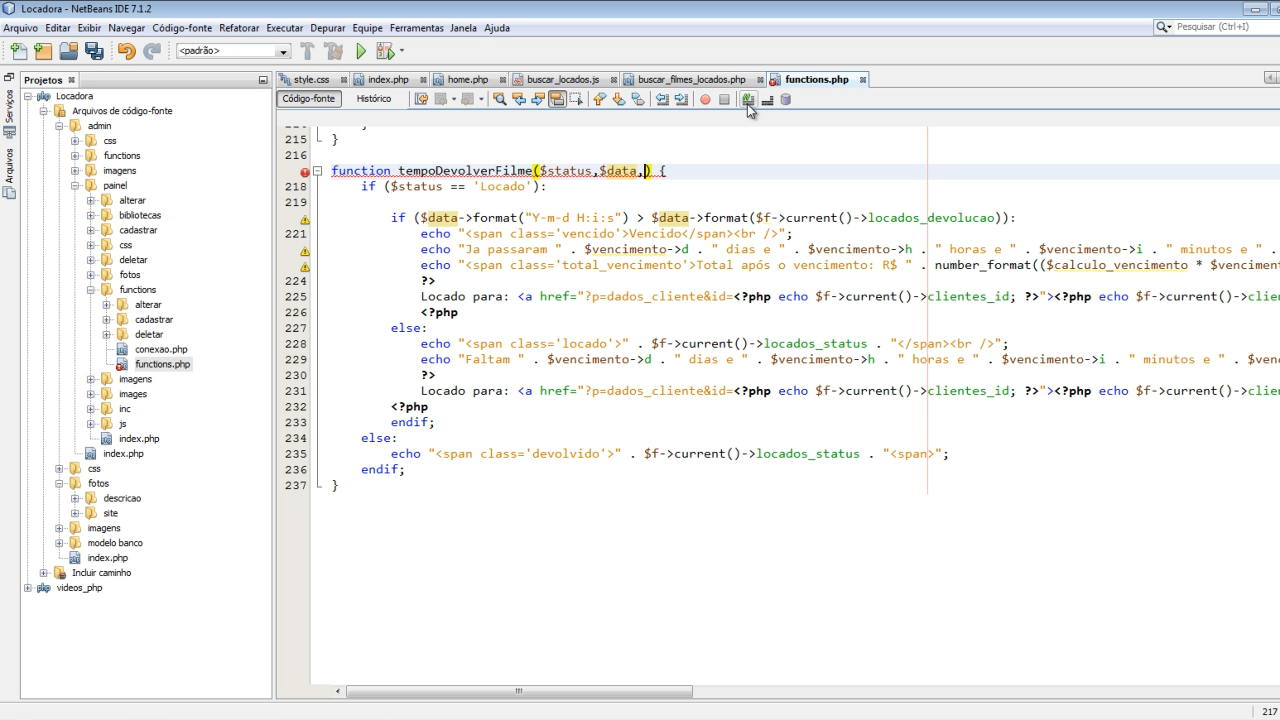 Locadora - NetBeans IDE 7.1.2
Arquivo Editar Exibir Navegar Código-fonte Refatorar Executar Depurar Equipe Ferramentas Janela Ajuda
Pesquisar (Ctrl+I)
<padrão>
Projetos
style.css index.php home.php buscar_locados.js buscar_filmes_locados.php functions.php
Código-fonte Histórico
Serviços
Arquivos
Locadora
Arquivos de código-fonte
admin
css
functions
imagens
painel
alterar
bibliotecas
cadastrar
css
deletar
fotos
functions
alterar
cadastrar
deletar
conexao.php
functions.php
imagens
images
inc
js
index.php
index.php
css
fotos
descricao
site
imagens
modelo banco
index.php
Incluir caminho
videos_php
215 }
216
function tempoDevolverFilme($status,$data,) {
218 if ($status == 'Locado'):
219
if ($data->format("Y-m-d H:i:s") > $data->format($f->current()->locados_devolucao)):
221 echo "<span class='vencido'>Vencido</span><br />";
echo "Ja passaram " . $vencimento->d . " dias e " . $vencimento->h . " horas e " . $vencimento->i . " minutos e " .
echo "<span class='total_vencimento'>Total após o vencimento: R$ " . number_format(($calculo_vencimento * $vencimen
224 ?>
225 Locado para: <a href="?p=dados_cliente&id=<?php echo $f->current()->clientes_id; ?>"><?php echo $f->current()->clie
226 <?php
227 else:
228 echo "<span class='locado'>" . $f->current()->locados_status . "</span><br />";
229 echo "Faltam " . $vencimento->d . " dias e " . $vencimento->h . " horas e " . $vencimento->i . " minutos e " . $ven
230 ?>
231 Locado para: <a href="?p=dados_cliente&id=<?php echo $f->current()->clientes_id; ?>"><?php echo $f->current()->clie
232 <?php
233 endif;
234 else:
235 echo "<span class='devolvido'>" . $f->current()->locados_status . "<span>";
236 endif;
237 }
217